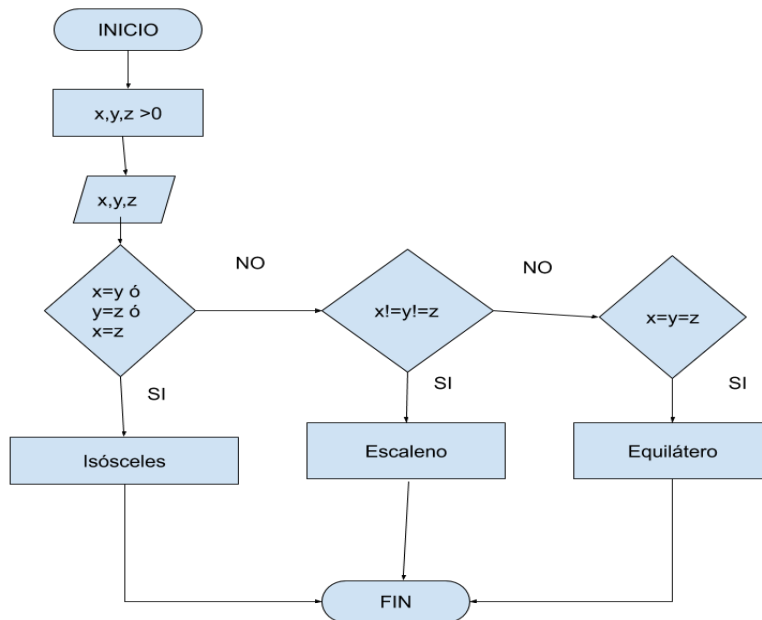 INICIO
x,y,z >0
x,y,z
NO
NO
x=y ó
y=z ó
x=z
x!=y!=z
x=y=z
SI
SI
SI
Isósceles
Escaleno
Equilátero
FIN